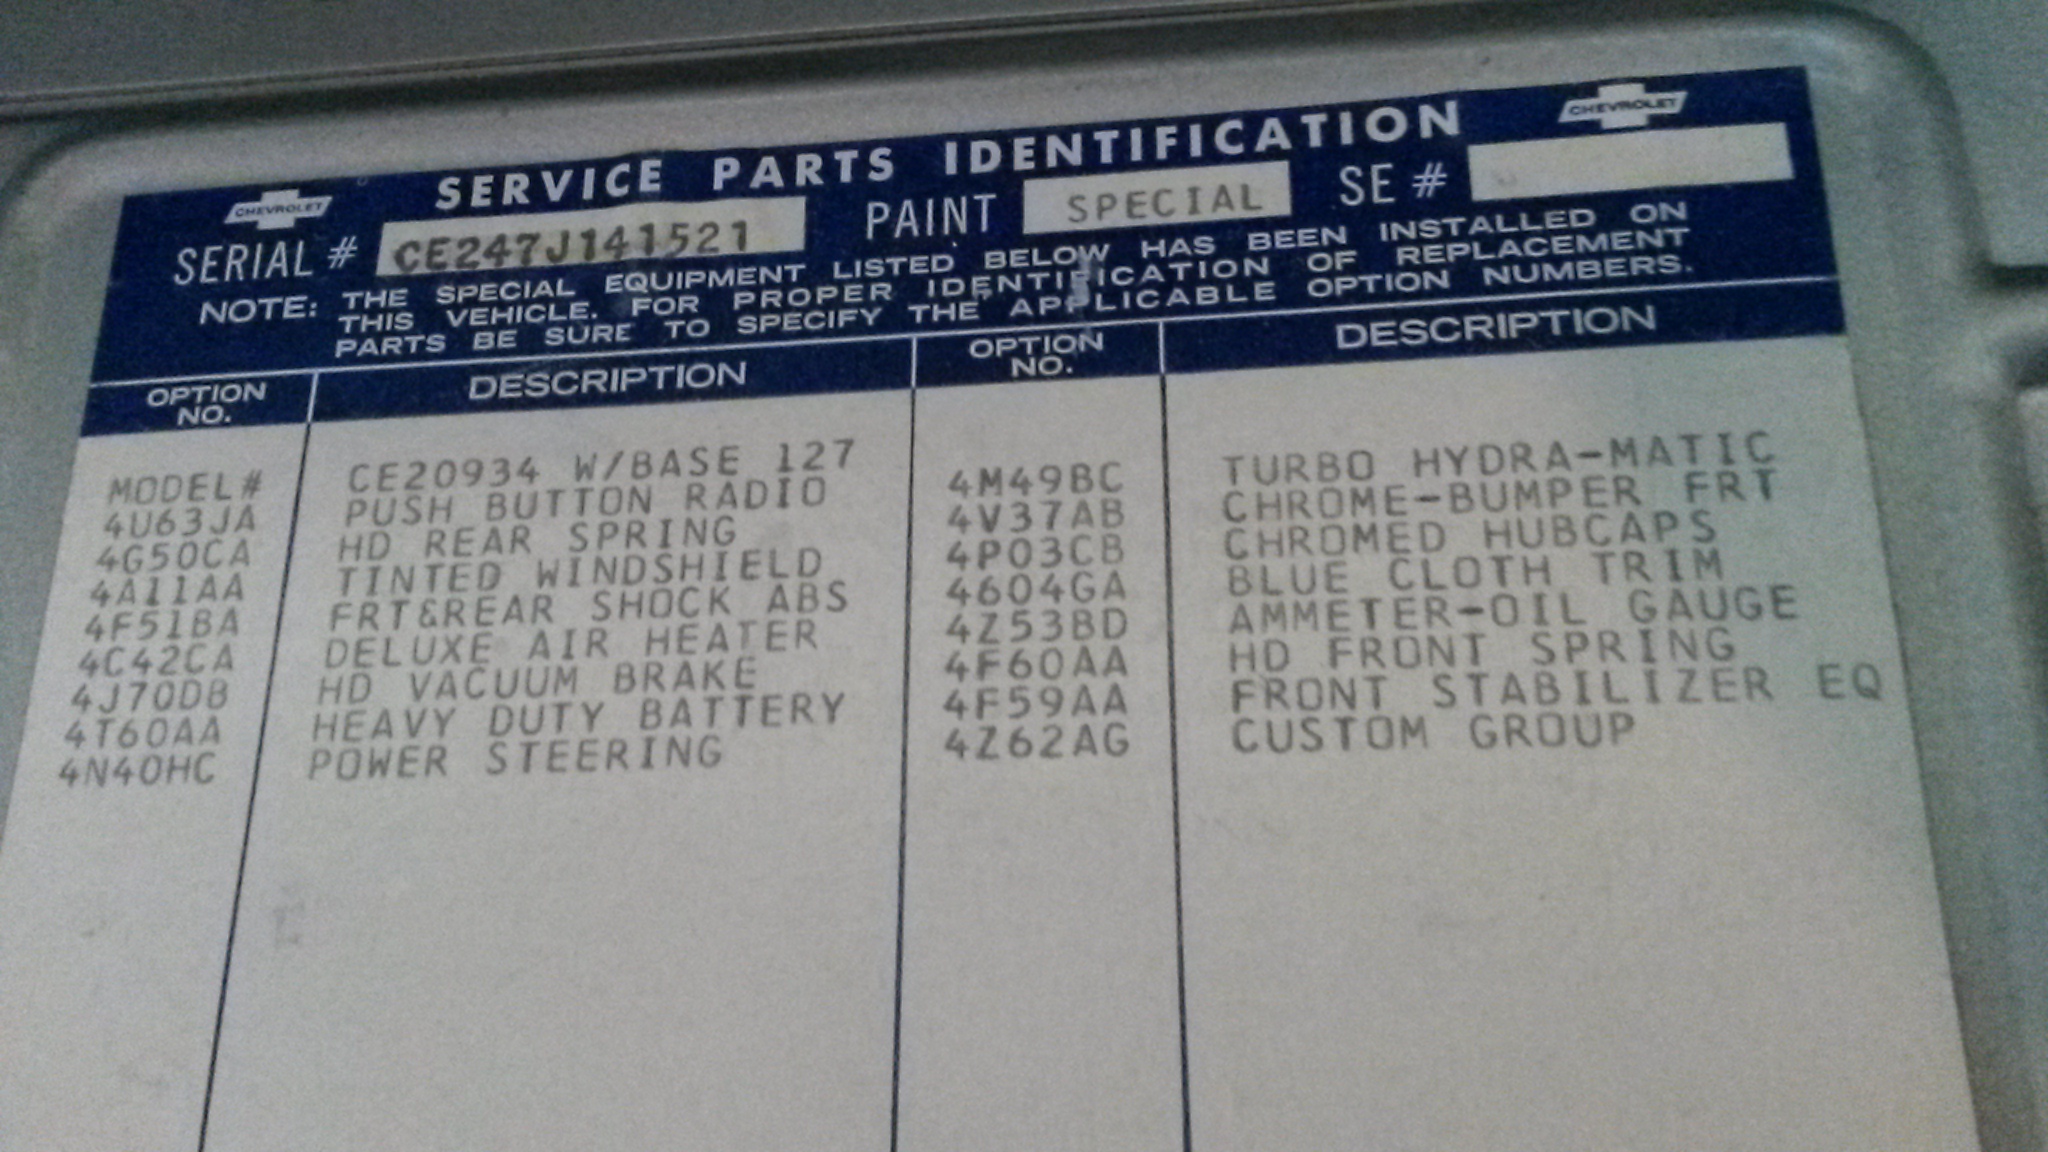 SERVICE PARTS IDENTIFICATION
CHEVROLET
CHEVROLET
SERIAL # CE247J141521 PAINT SPECIAL SE #
NOTE: THE SPECIAL EQUIPMENT LISTED BELOW HAS BEEN INSTALLED ON
THIS VEHICLE. FOR PROPER IDENTIFICATION OF REPLACEMENT
PARTS BE SURE TO SPECIFY THE APPLICABLE OPTION NUMBERS.
OPTION NO. DESCRIPTION
MODEL# CE20934 W/BASE 127
4U63JA PUSH BUTTON RADIO
4G50CA HD REAR SPRING
4A11AA TINTED WINDSHIELD
4F51BA FRT&REAR SHOCK ABS
4C42CA DELUXE AIR HEATER
4J70DB HD VACUUM BRAKE
4T60AA HEAVY DUTY BATTERY
4N40HC POWER STEERING
OPTION NO. DESCRIPTION
4M49BC TURBO HYDRA-MATIC
4V37AB CHROME-BUMPER FRT
4P03CB CHROMED HUBCAPS
4604GA BLUE CLOTH TRIM
4Z53BD AMMETER-OIL GAUGE
4F60AA HD FRONT SPRING
4F59AA FRONT STABILIZER EQ
4Z62AG CUSTOM GROUP